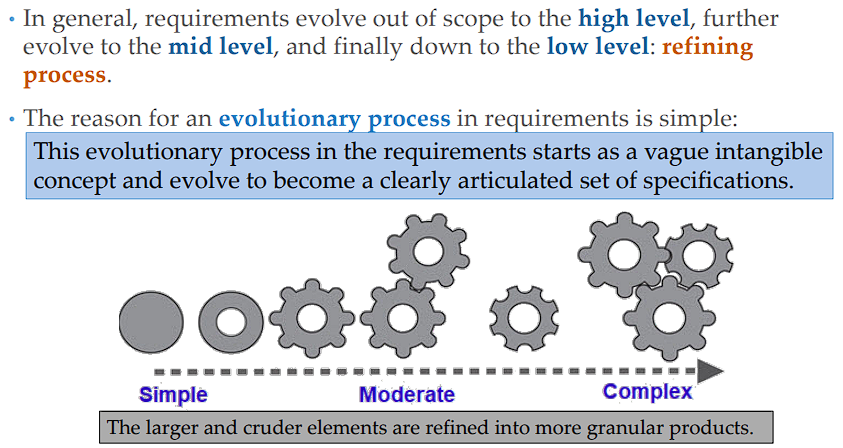 • In general, requirements evolve out of scope to the high level, further
evolve to the mid level, and finally down to the low level: refining
process.
• The reason for an evolutionary process in requirements is simple:
This evolutionary process in the requirements starts as a vague intangible
concept and evolve to become a clearly articulated set of specifications.
Simple Moderate Complex
The larger and cruder elements are refined into more granular products.